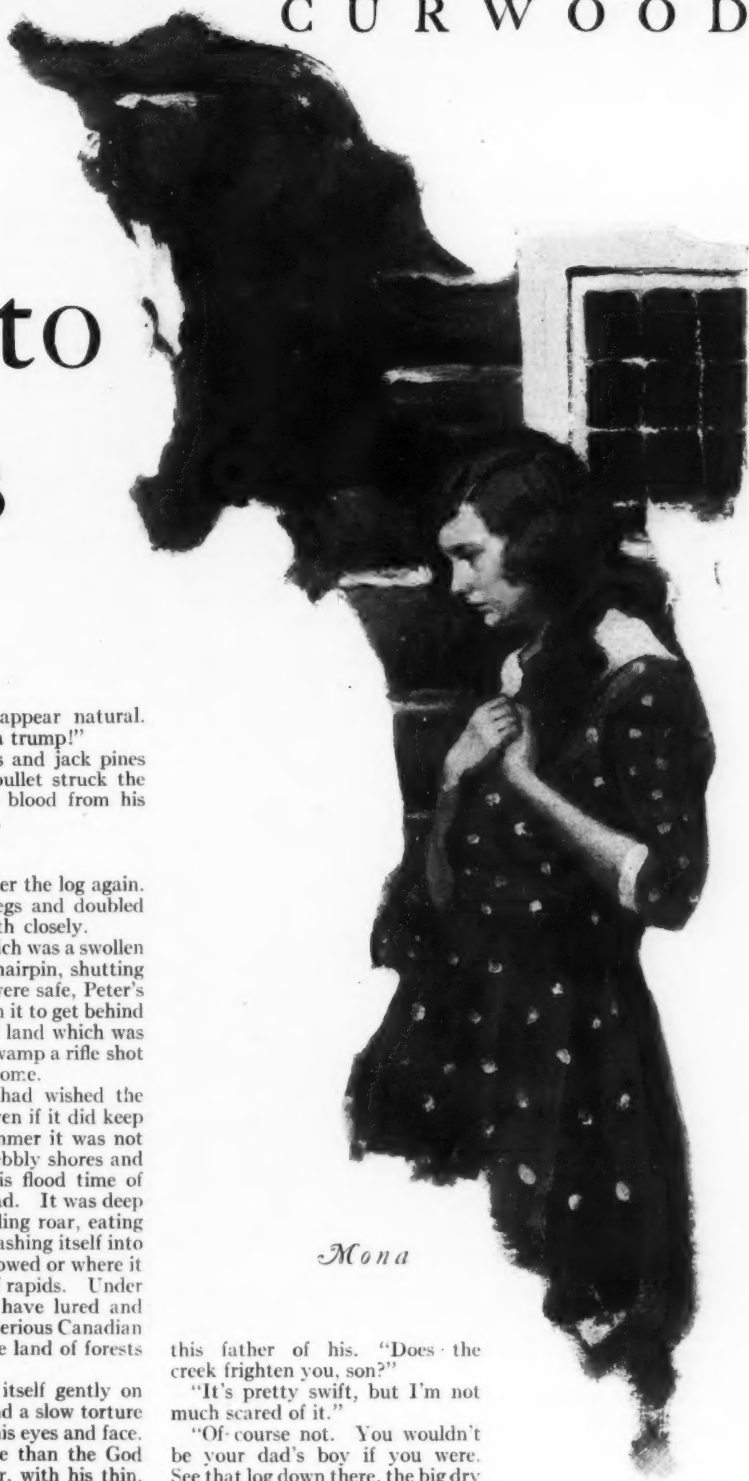 CURWOOD
to
appear natural.
trump!"
and jack pines
bullet struck the
blood from his
er the log again.
egs and doubled
th closely.
ich was a swollen
hairpin, shutting
were safe, Peter's
it to get behind
land which was
wamp a rifle shot
ome.
had wished the
en if it did keep
mmer it was not
ebbly shores and
is flood time of
d. It was deep
ling roar, eating
ashing itself into
owed or where it
rapids. Under
have lured and
erious Canadian
e land of forests
itself gently on
d a slow torture
is eyes and face.
e than the God
r, with his thin,
Mona
this father of his. "Does the
creek frighten you, son?"
"It's pretty swift, but I'm not
much scared of it."
"Of course not. You wouldn't
be your dad's boy if you were.
See that log down there, the big dry